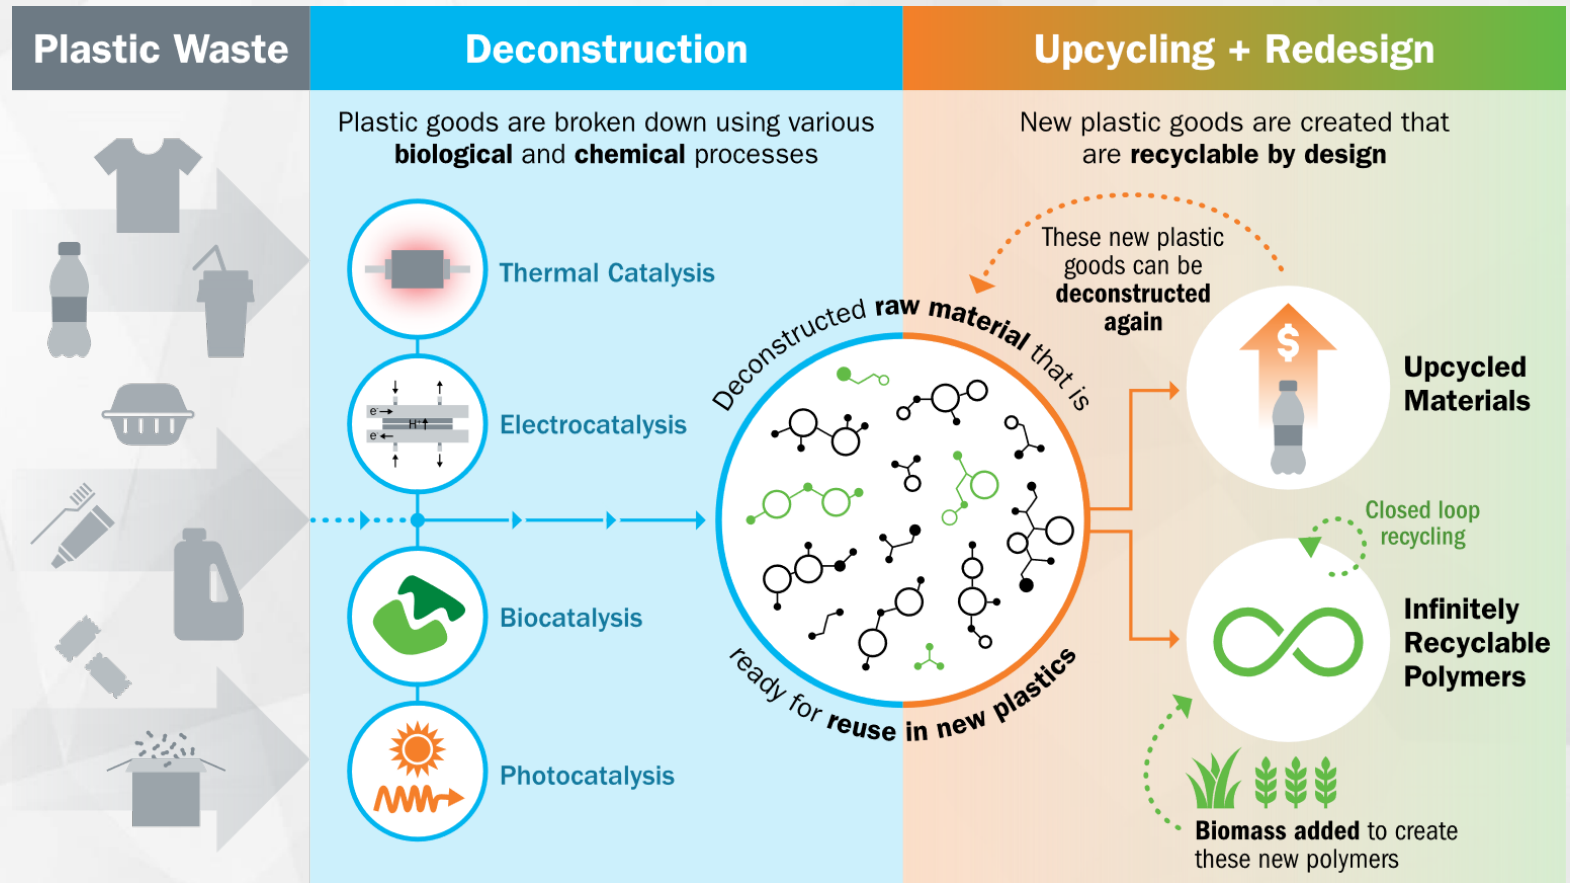 Plastic Waste
Deconstruction
Upcycling + Redesign
Plastic goods are broken down using various
biological and chemical processes
New plastic goods are created that
are recyclable by design
Thermal Catalysis
e-
H+
e-
Electrocatalysis
Biocatalysis
Photocatalysis
Deconstructed raw material that is
ready for reuse in new plastics
These new plastic
goods can be
deconstructed
again
$
Upcycled
Materials
Closed loop
recycling
Infinitely
Recyclable
Polymers
Biomass added to create
these new polymers